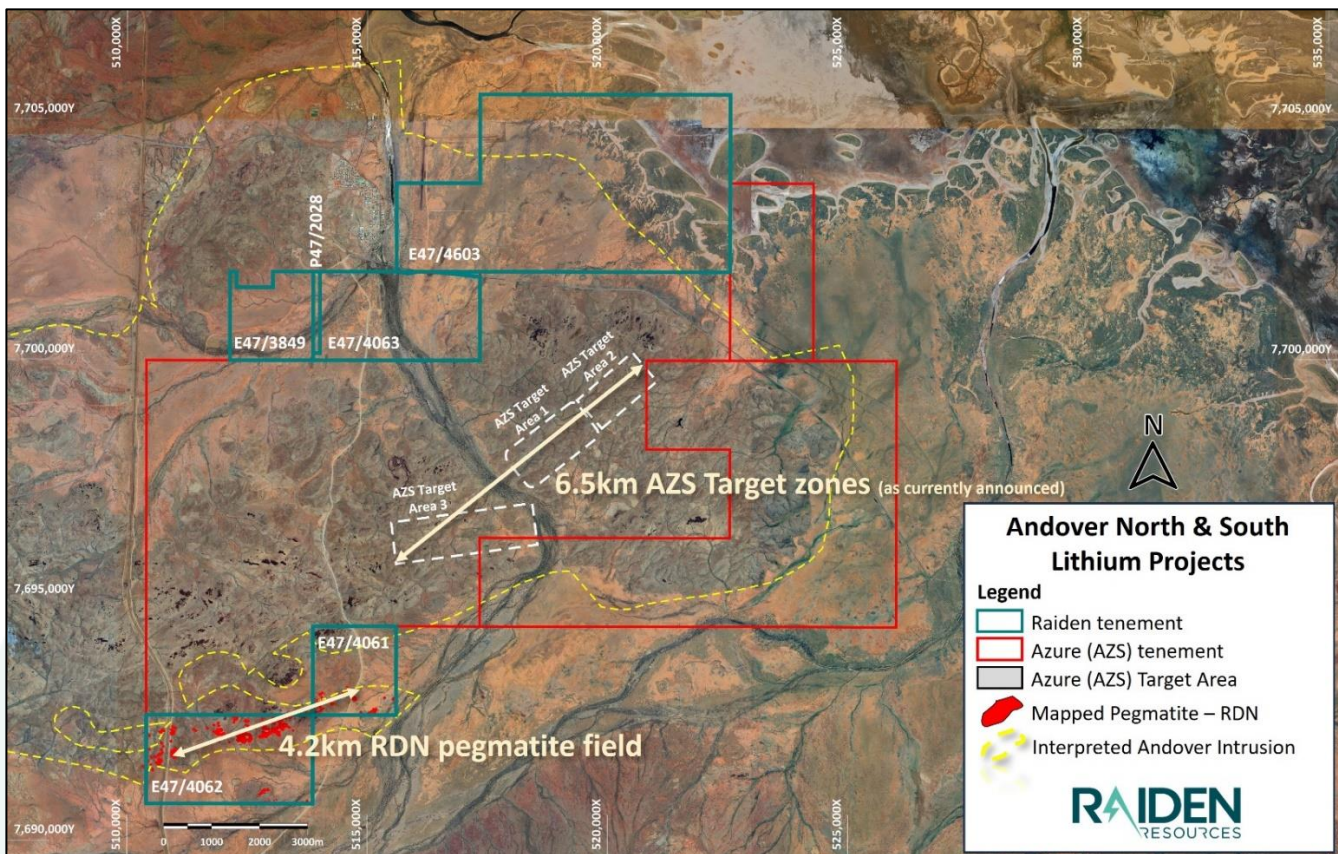 510,000X
515,000X
520,000X
525,000X
530,000X
535,000X
7,705,000Y
7,705,000Y
P47/2028
E47/4603
E47/3849
E47/4063
7,700,000Y
7,700,000Y
AZS Target
Area 2
AZS Target
Area 1
AZS Target
Area 3
6.5km AZS Target zones (as currently announced)
N
7,695,000Y
E47/4061
4.2km RDN pegmatite field
E47/4062
7,690,000Y
0 1000 2000 3000m
510,000X
515,000X
520,000X
525,000X
Andover North & South
Lithium Projects
Legend
Raiden tenement
Azure (AZS) tenement
Azure (AZS) Target Area
Mapped Pegmatite – RDN
Interpreted Andover Intrusion
RAIDEN
RESOURCES